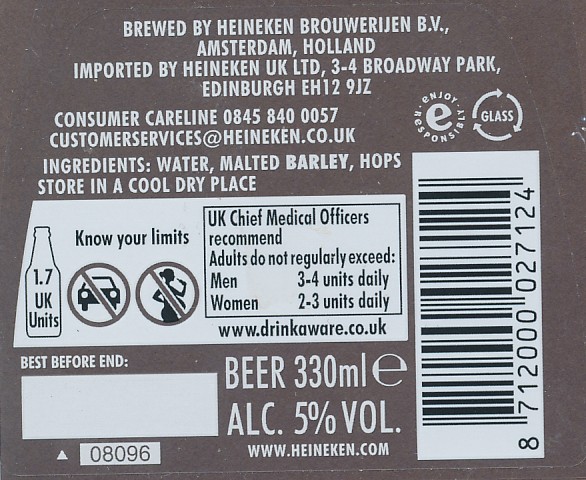 BREWED BY HEINEKEN BROUWERIJEN B.V.,
AMSTERDAM, HOLLAND
IMPORTED BY HEINEKEN UK LTD, 3-4 BROADWAY PARK,
EDINBURGH EH12 9JZ
CONSUMER CARELINE 0845 840 0057
CUSTOMERSERVICES@HEINEKEN.CO.UK
ENJOY
e
RESPONSIBLY
GLASS
INGREDIENTS: WATER, MALTED BARLEY, HOPS
STORE IN A COOL DRY PLACE
1.7
UK
Units
Know your limits
UK Chief Medical Officers
recommend
Adults do not regularly exceed:
Men 3-4 units daily
Women 2-3 units daily
www.drinkaware.co.uk
BEST BEFORE END:
▲ 08096
BEER 330ml ℮
ALC. 5% VOL.
WWW.HEINEKEN.COM
8 712000 027124